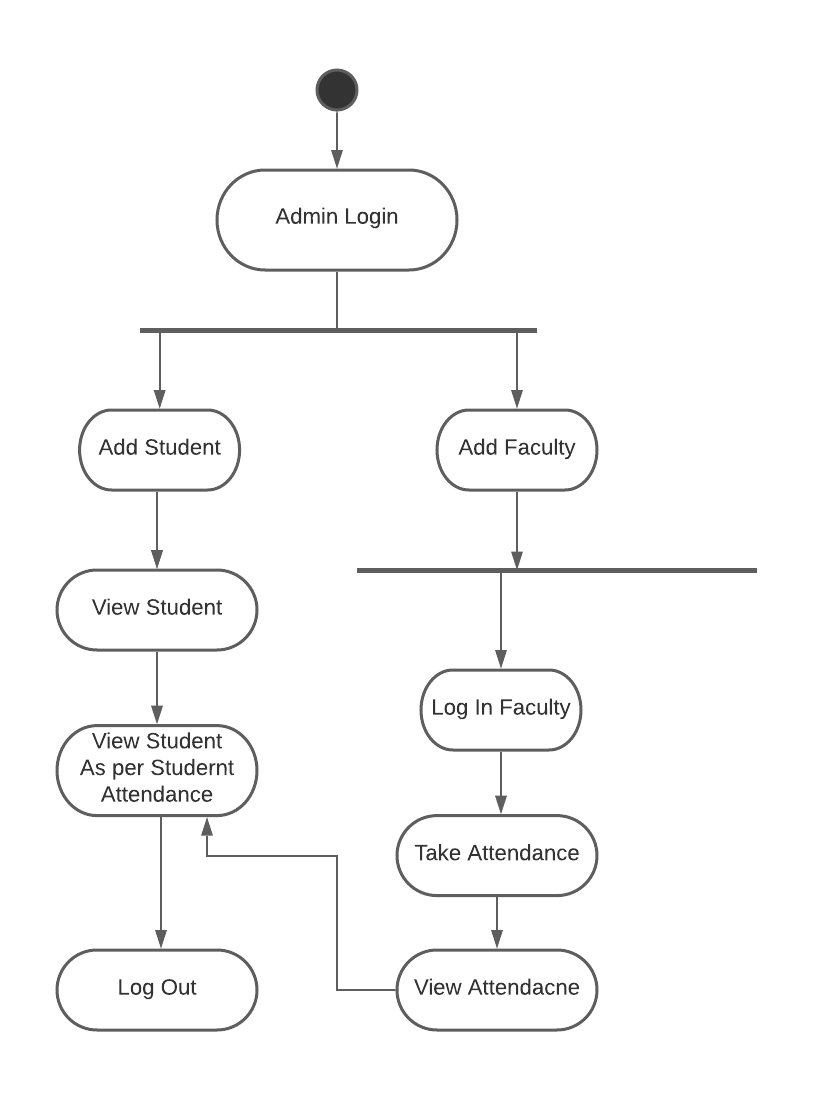 Admin Login
Add Student
Add Faculty
View Student
Log In Faculty
View Student
As per Studernt
Attendance
Take Attendance
Log Out
View Attendacne